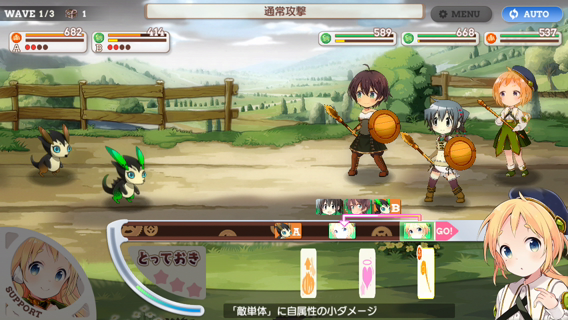 WAVE 1/3
1
通常攻撃
MENU
AUTO
682
A
414
B
589
668
537
B
A
GO!
とっておき
SUPPORT
「敵単体」に自属性の小ダメージ